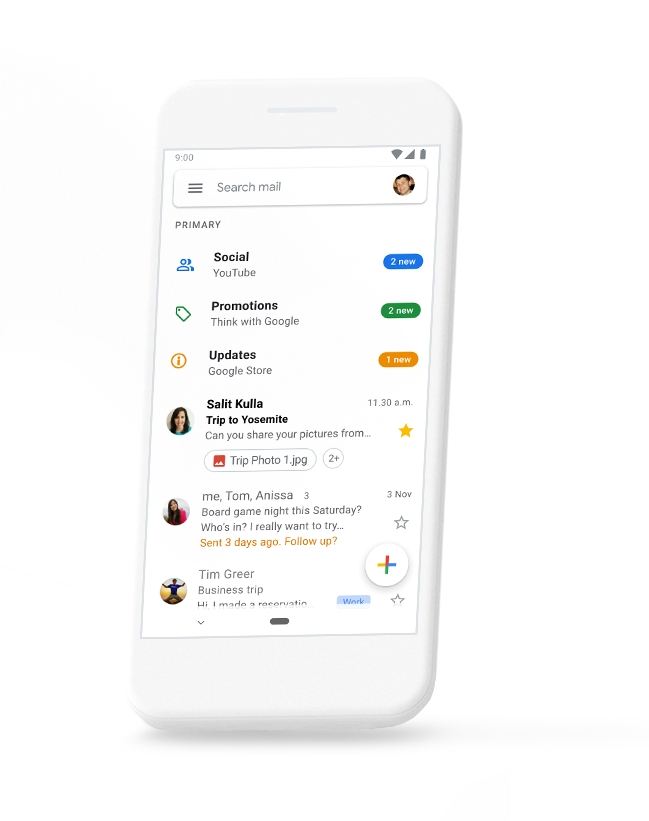 9:00
Search mail
PRIMARY
Social
2 new
YouTube
Promotions
2 new
Think with Google
Updates
1 new
Google Store
Salit Kulla
11.30 a.m.
Trip to Yosemite
Can you share your pictures from...
Trip Photo 1.jpg
2+
me, Tom, Anissa 3
3 Nov
Board game night this Saturday?
Who's in? I really want to try...
Sent 3 days ago. Follow up?
Tim Greer
Business trip
Hi, I made a reservatio...
Work